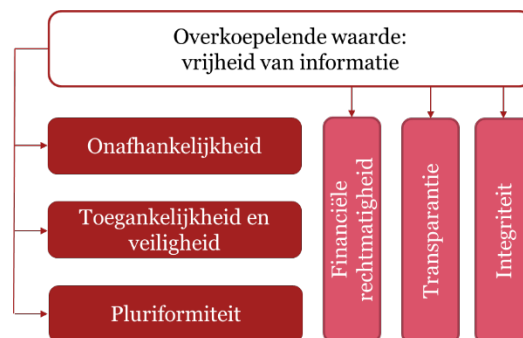 Overkoepelende waarde:
vrijheid van informatie
Onafhankelijkheid
Toegankelijkheid en
veiligheid
Pluriformiteit
Financiële
rechtmatigheid
Transparantie
Integriteit